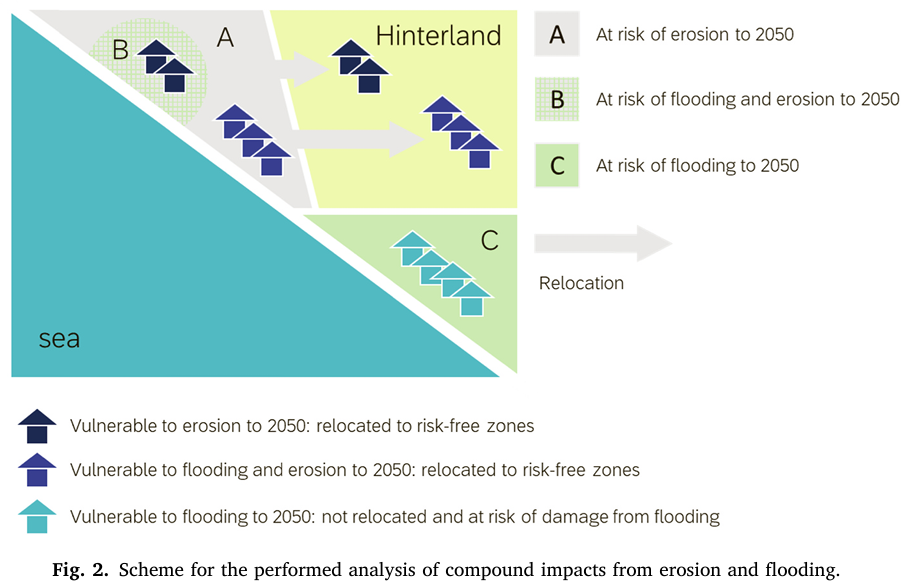 B
A
Hinterland
C
sea
A
At risk of erosion to 2050
B
At risk of flooding and erosion to 2050
C
At risk of flooding to 2050
Relocation
Vulnerable to erosion to 2050: relocated to risk-free zones
Vulnerable to flooding and erosion to 2050: relocated to risk-free zones
Vulnerable to flooding to 2050: not relocated and at risk of damage from flooding
Fig. 2. Scheme for the performed analysis of compound impacts from erosion and flooding.